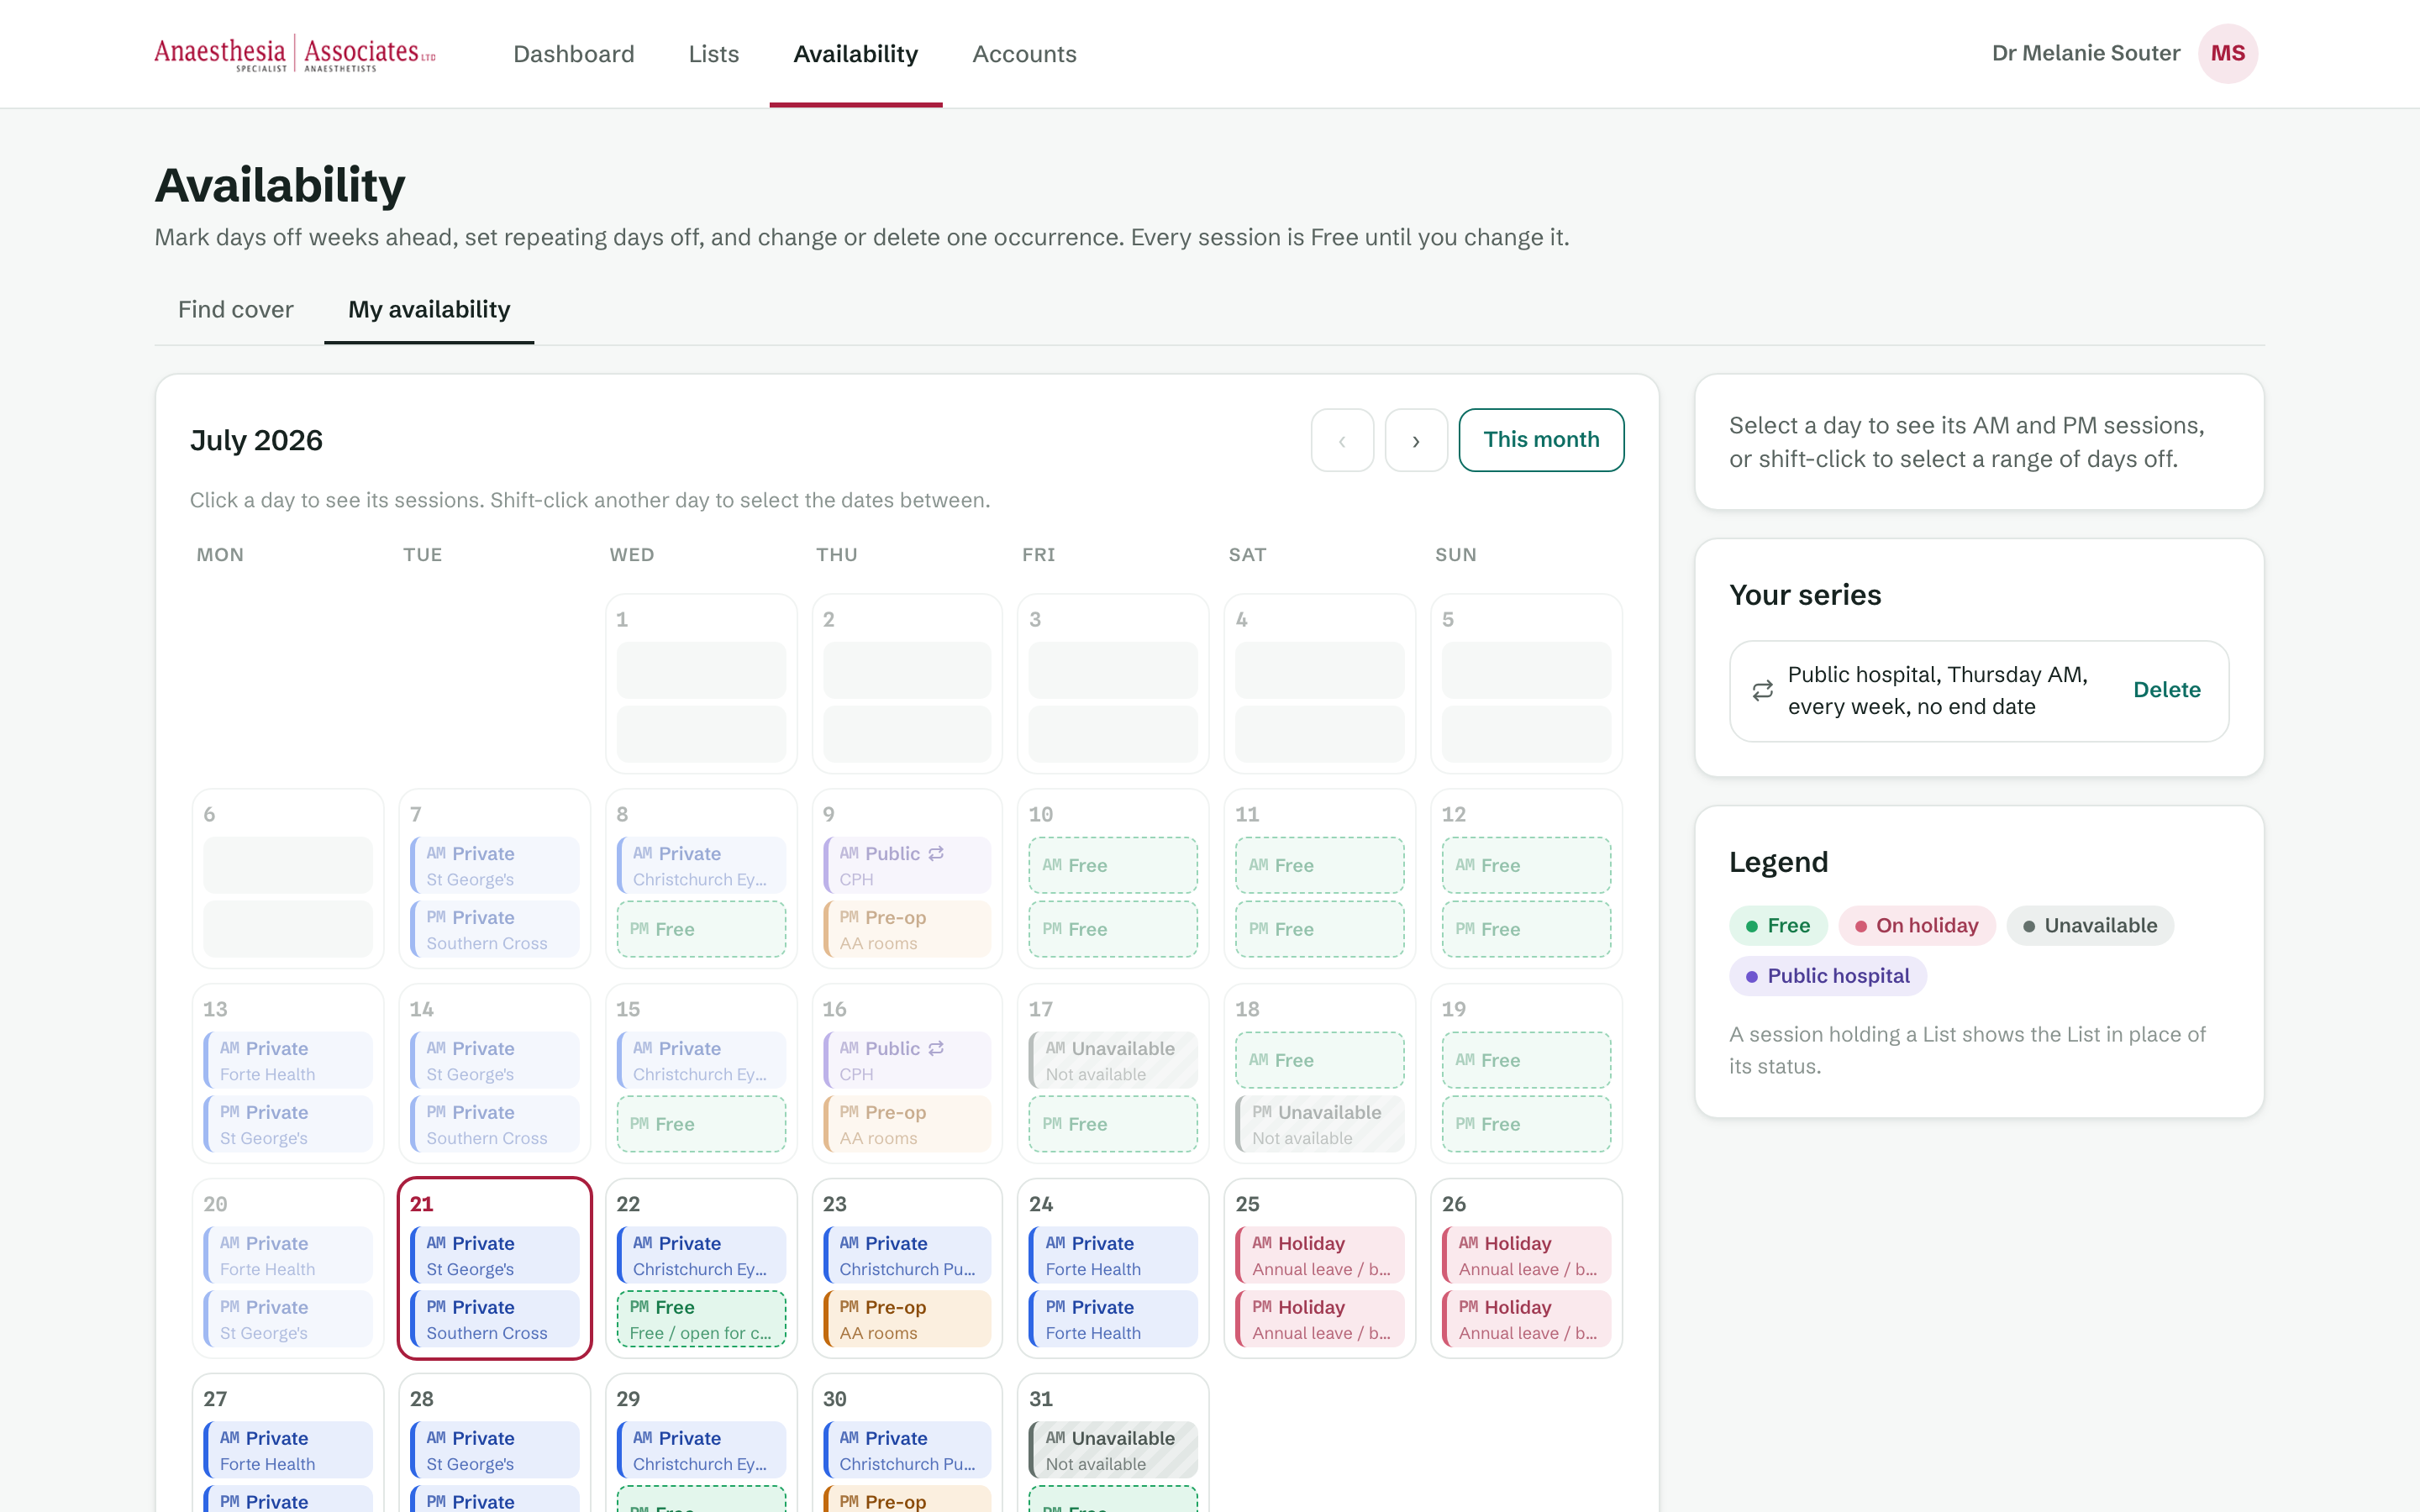 Anaesthesia | Associates LTD
SPECIALIST ANAESTHETISTS
Dashboard
Lists
Availability
Accounts
Dr Melanie Souter
MS
Availability
Mark days off weeks ahead, set repeating days off, and change or delete one occurrence. Every session is Free until you change it.
Find cover
My availability
July 2026
‹
›
This month
Click a day to see its sessions. Shift-click another day to select the dates between.
MON TUE WED THU FRI SAT SUN
1
2
3
4
5
6
7
AM Private
St George's
PM Private
Southern Cross
8
AM Private
Christchurch Ey...
PM Free
9
AM Public
CPH
PM Pre-op
AA rooms
10
AM Free
PM Free
11
AM Free
PM Free
12
AM Free
PM Free
13
AM Private
Forte Health
PM Private
St George's
14
AM Private
St George's
PM Private
Southern Cross
15
AM Private
Christchurch Ey...
PM Free
16
AM Public
CPH
PM Pre-op
AA rooms
17
AM Unavailable
Not available
PM Free
18
AM Free
PM Unavailable
Not available
19
AM Free
PM Free
20
AM Private
Forte Health
PM Private
St George's
21
AM Private
St George's
PM Private
Southern Cross
22
AM Private
Christchurch Ey...
PM Free
Free / open for c...
23
AM Private
Christchurch Pu...
PM Pre-op
AA rooms
24
AM Private
Forte Health
PM Private
Forte Health
25
AM Holiday
Annual leave / b...
PM Holiday
Annual leave / b...
26
AM Holiday
Annual leave / b...
PM Holiday
Annual leave / b...
27
AM Private
Forte Health
PM Private
28
AM Private
St George's
PM Private
29
AM Private
Christchurch Ey...
PM Free
30
AM Private
Christchurch Pu...
PM Pre-op
31
AM Unavailable
Not available
PM Free
Select a day to see its AM and PM sessions,
or shift-click to select a range of days off.
Your series
Public hospital, Thursday AM,
every week, no end date
Delete
Legend
Free
On holiday
Unavailable
Public hospital
A session holding a List shows the List in place of
its status.